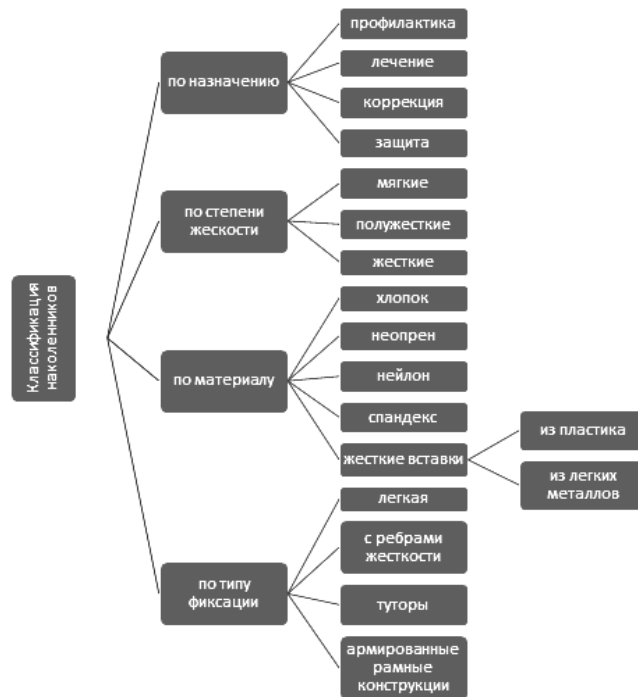 Классификация
наколенников
по назначению
профилактика
лечение
коррекция
защита
по степени
жескости
мягкие
полужесткие
жесткие
по материалу
хлопок
неопрен
нейлон
спандекс
жесткие вставки
из пластика
из легких
металлов
по типу
фиксации
легкая
с ребрами
жесткости
туторы
армированные
рамные
конструкции